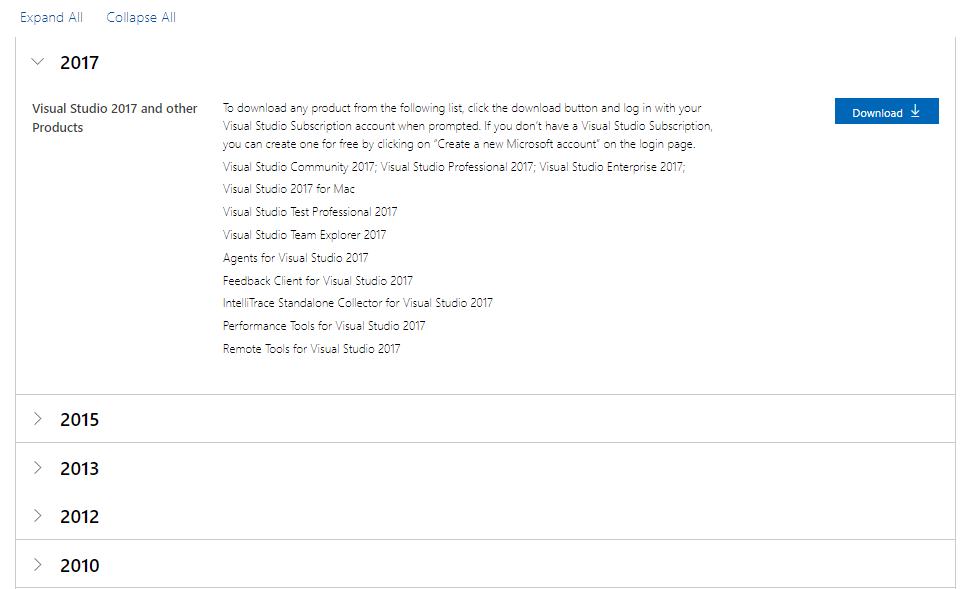 Expand All Collapse All
2017
Visual Studio 2017 and other
Products
To download any product from the following list, click the download button and log in with your
Visual Studio Subscription account when prompted. If you don't have a Visual Studio Subscription,
you can create one for free by clicking on "Create a new Microsoft account" on the login page.
Visual Studio Community 2017; Visual Studio Professional 2017; Visual Studio Enterprise 2017;
Visual Studio 2017 for Mac
Visual Studio Test Professional 2017
Visual Studio Team Explorer 2017
Agents for Visual Studio 2017
Feedback Client for Visual Studio 2017
IntelliTrace Standalone Collector for Visual Studio 2017
Performance Tools for Visual Studio 2017
Remote Tools for Visual Studio 2017
Download
2015
2013
2012
2010